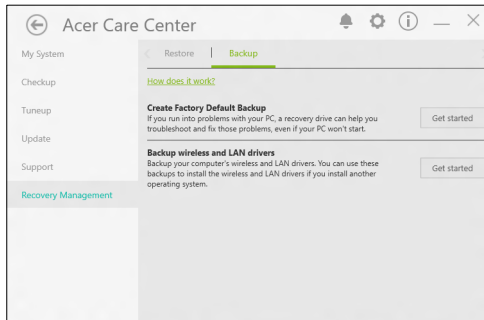 Acer Care Center
My System
Checkup
Tuneup
Update
Support
Recovery Management
Restore
Backup
How does it work?
Create Factory Default Backup
If you run into problems with your PC, a recovery drive can help you
troubleshoot and fix those problems, even if your PC won't start.
Get started
Backup wireless and LAN drivers
Backup your computer's wireless and LAN drivers. You can use these
backups to install the wireless and LAN drivers if you install another
operating system.
Get started